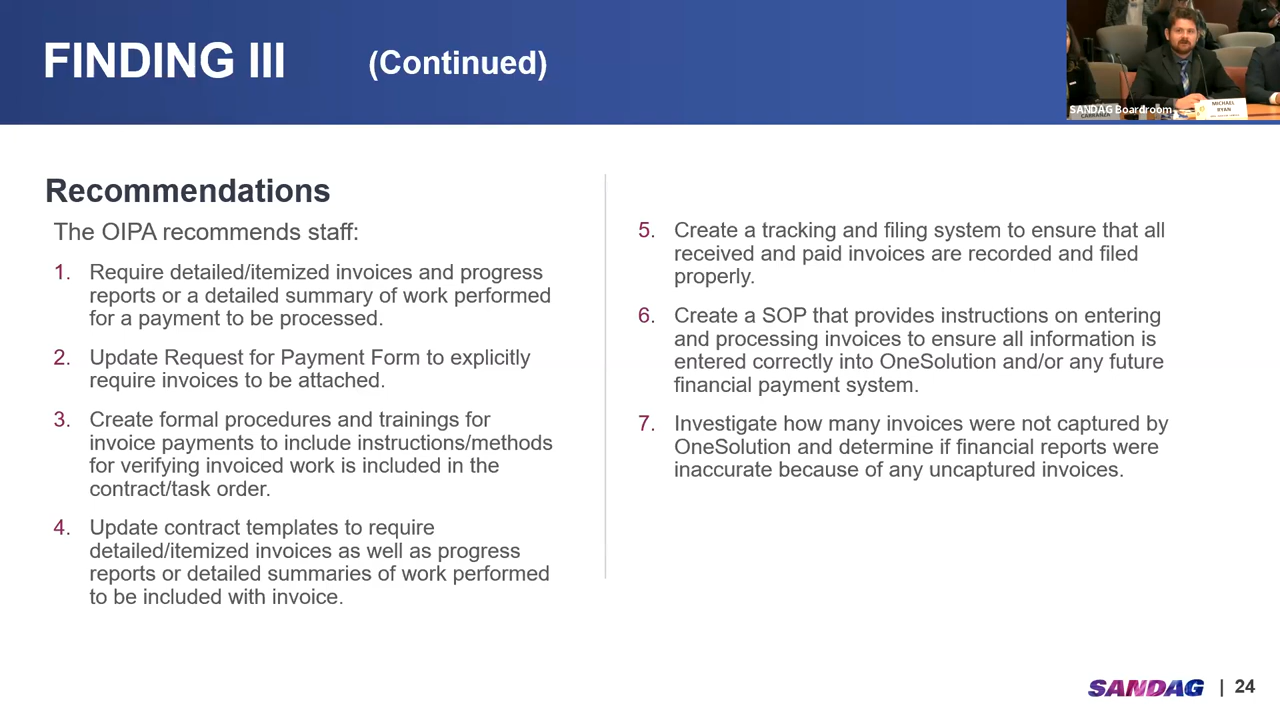 FINDING III (Continued)
SANDAG Boardroom
CARRANZA
MICHAEL
RYAN
Recommendations
The OIPA recommends staff:
1. Require detailed/itemized invoices and progress
reports or a detailed summary of work performed
for a payment to be processed.
2. Update Request for Payment Form to explicitly
require invoices to be attached.
3. Create formal procedures and trainings for
invoice payments to include instructions/methods
for verifying invoiced work is included in the
contract/task order.
4. Update contract templates to require
detailed/itemized invoices as well as progress
reports or detailed summaries of work performed
to be included with invoice.
5. Create a tracking and filing system to ensure that all
received and paid invoices are recorded and filed
properly.
6. Create a SOP that provides instructions on entering
and processing invoices to ensure all information is
entered correctly into OneSolution and/or any future
financial payment system.
7. Investigate how many invoices were not captured by
OneSolution and determine if financial reports were
inaccurate because of any uncaptured invoices.
SANDAG | 24